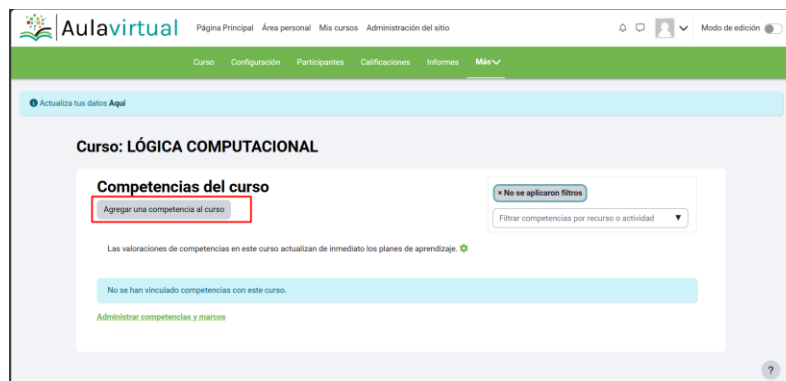 Aulavirtual Página Principal Área personal Mis cursos Administración del sitio Modo de edición
Curso Configuración Participantes Calificaciones Informes Más
Actualiza tus datos Aquí
Curso: LÓGICA COMPUTACIONAL
Competencias del curso
× No se aplicaron filtros
Agregar una competencia al curso
Filtrar competencias por recurso o actividad ▼
Las valoraciones de competencias en este curso actualizan de inmediato los planes de aprendizaje.
No se han vinculado competencias con este curso.
Administrar competencias y marcos
?